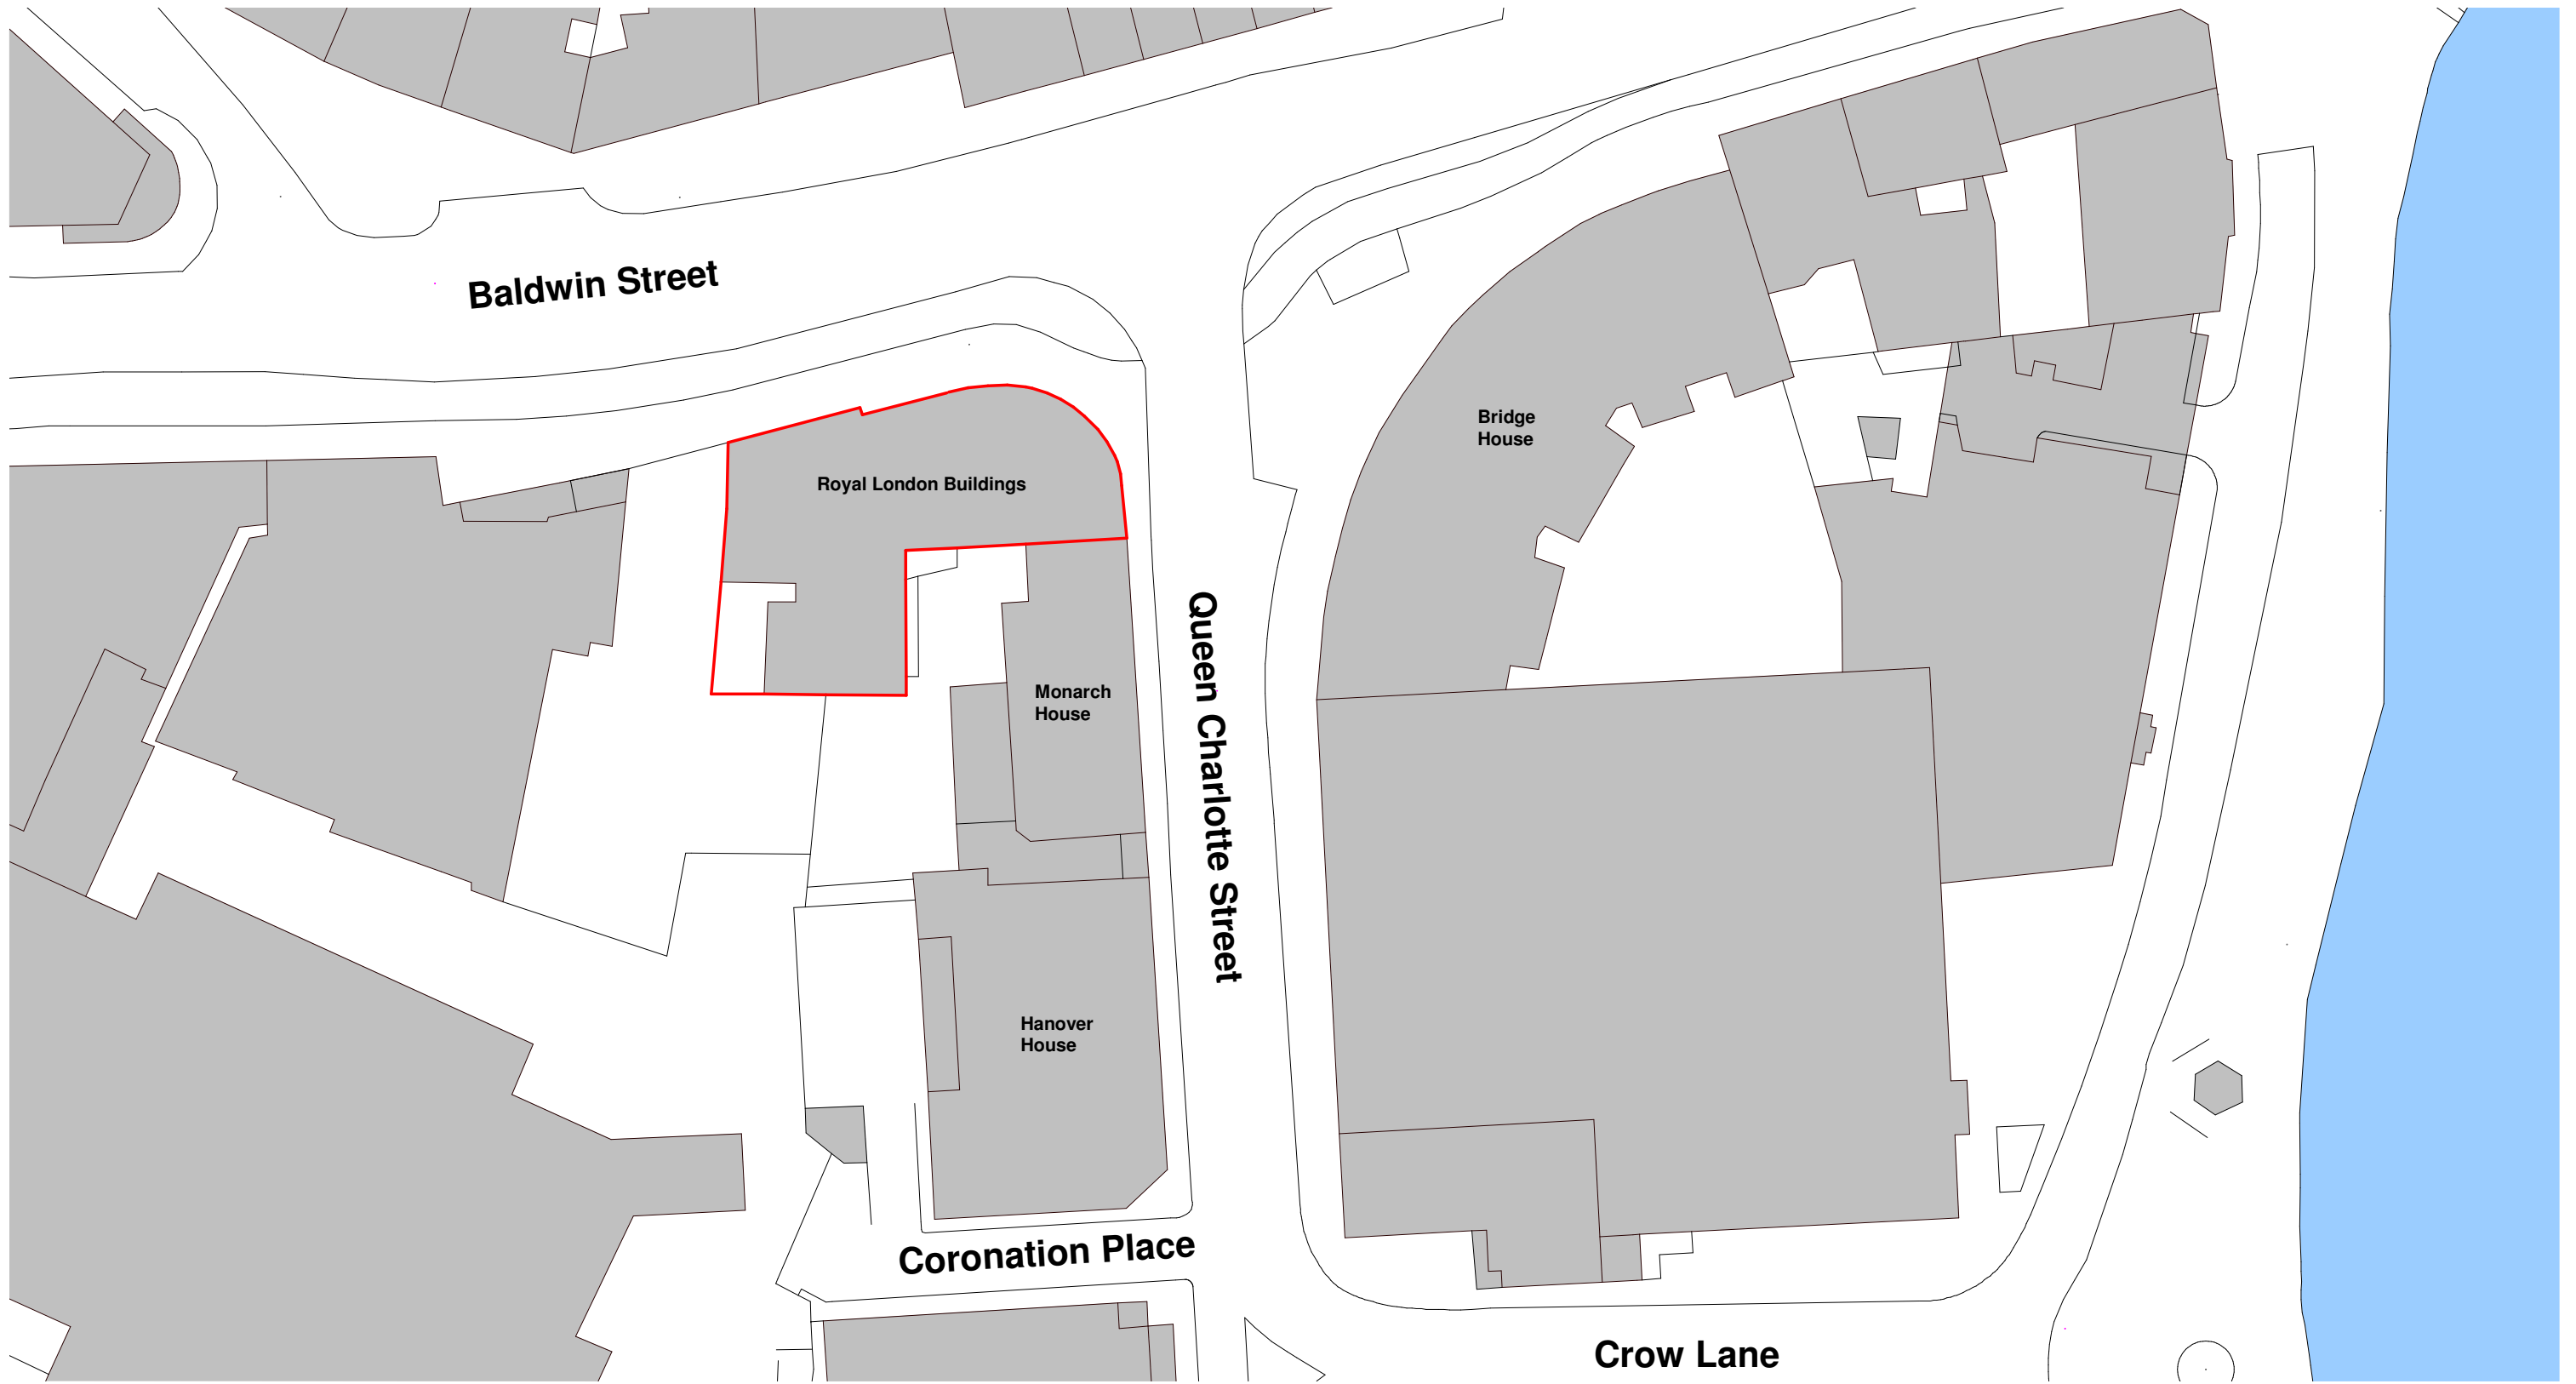 Baldwin Street
Bridge
House
Royal London Buildings
Queen Charlotte Street
Monarch
House
Hanover
House
Coronation Place
Crow Lane